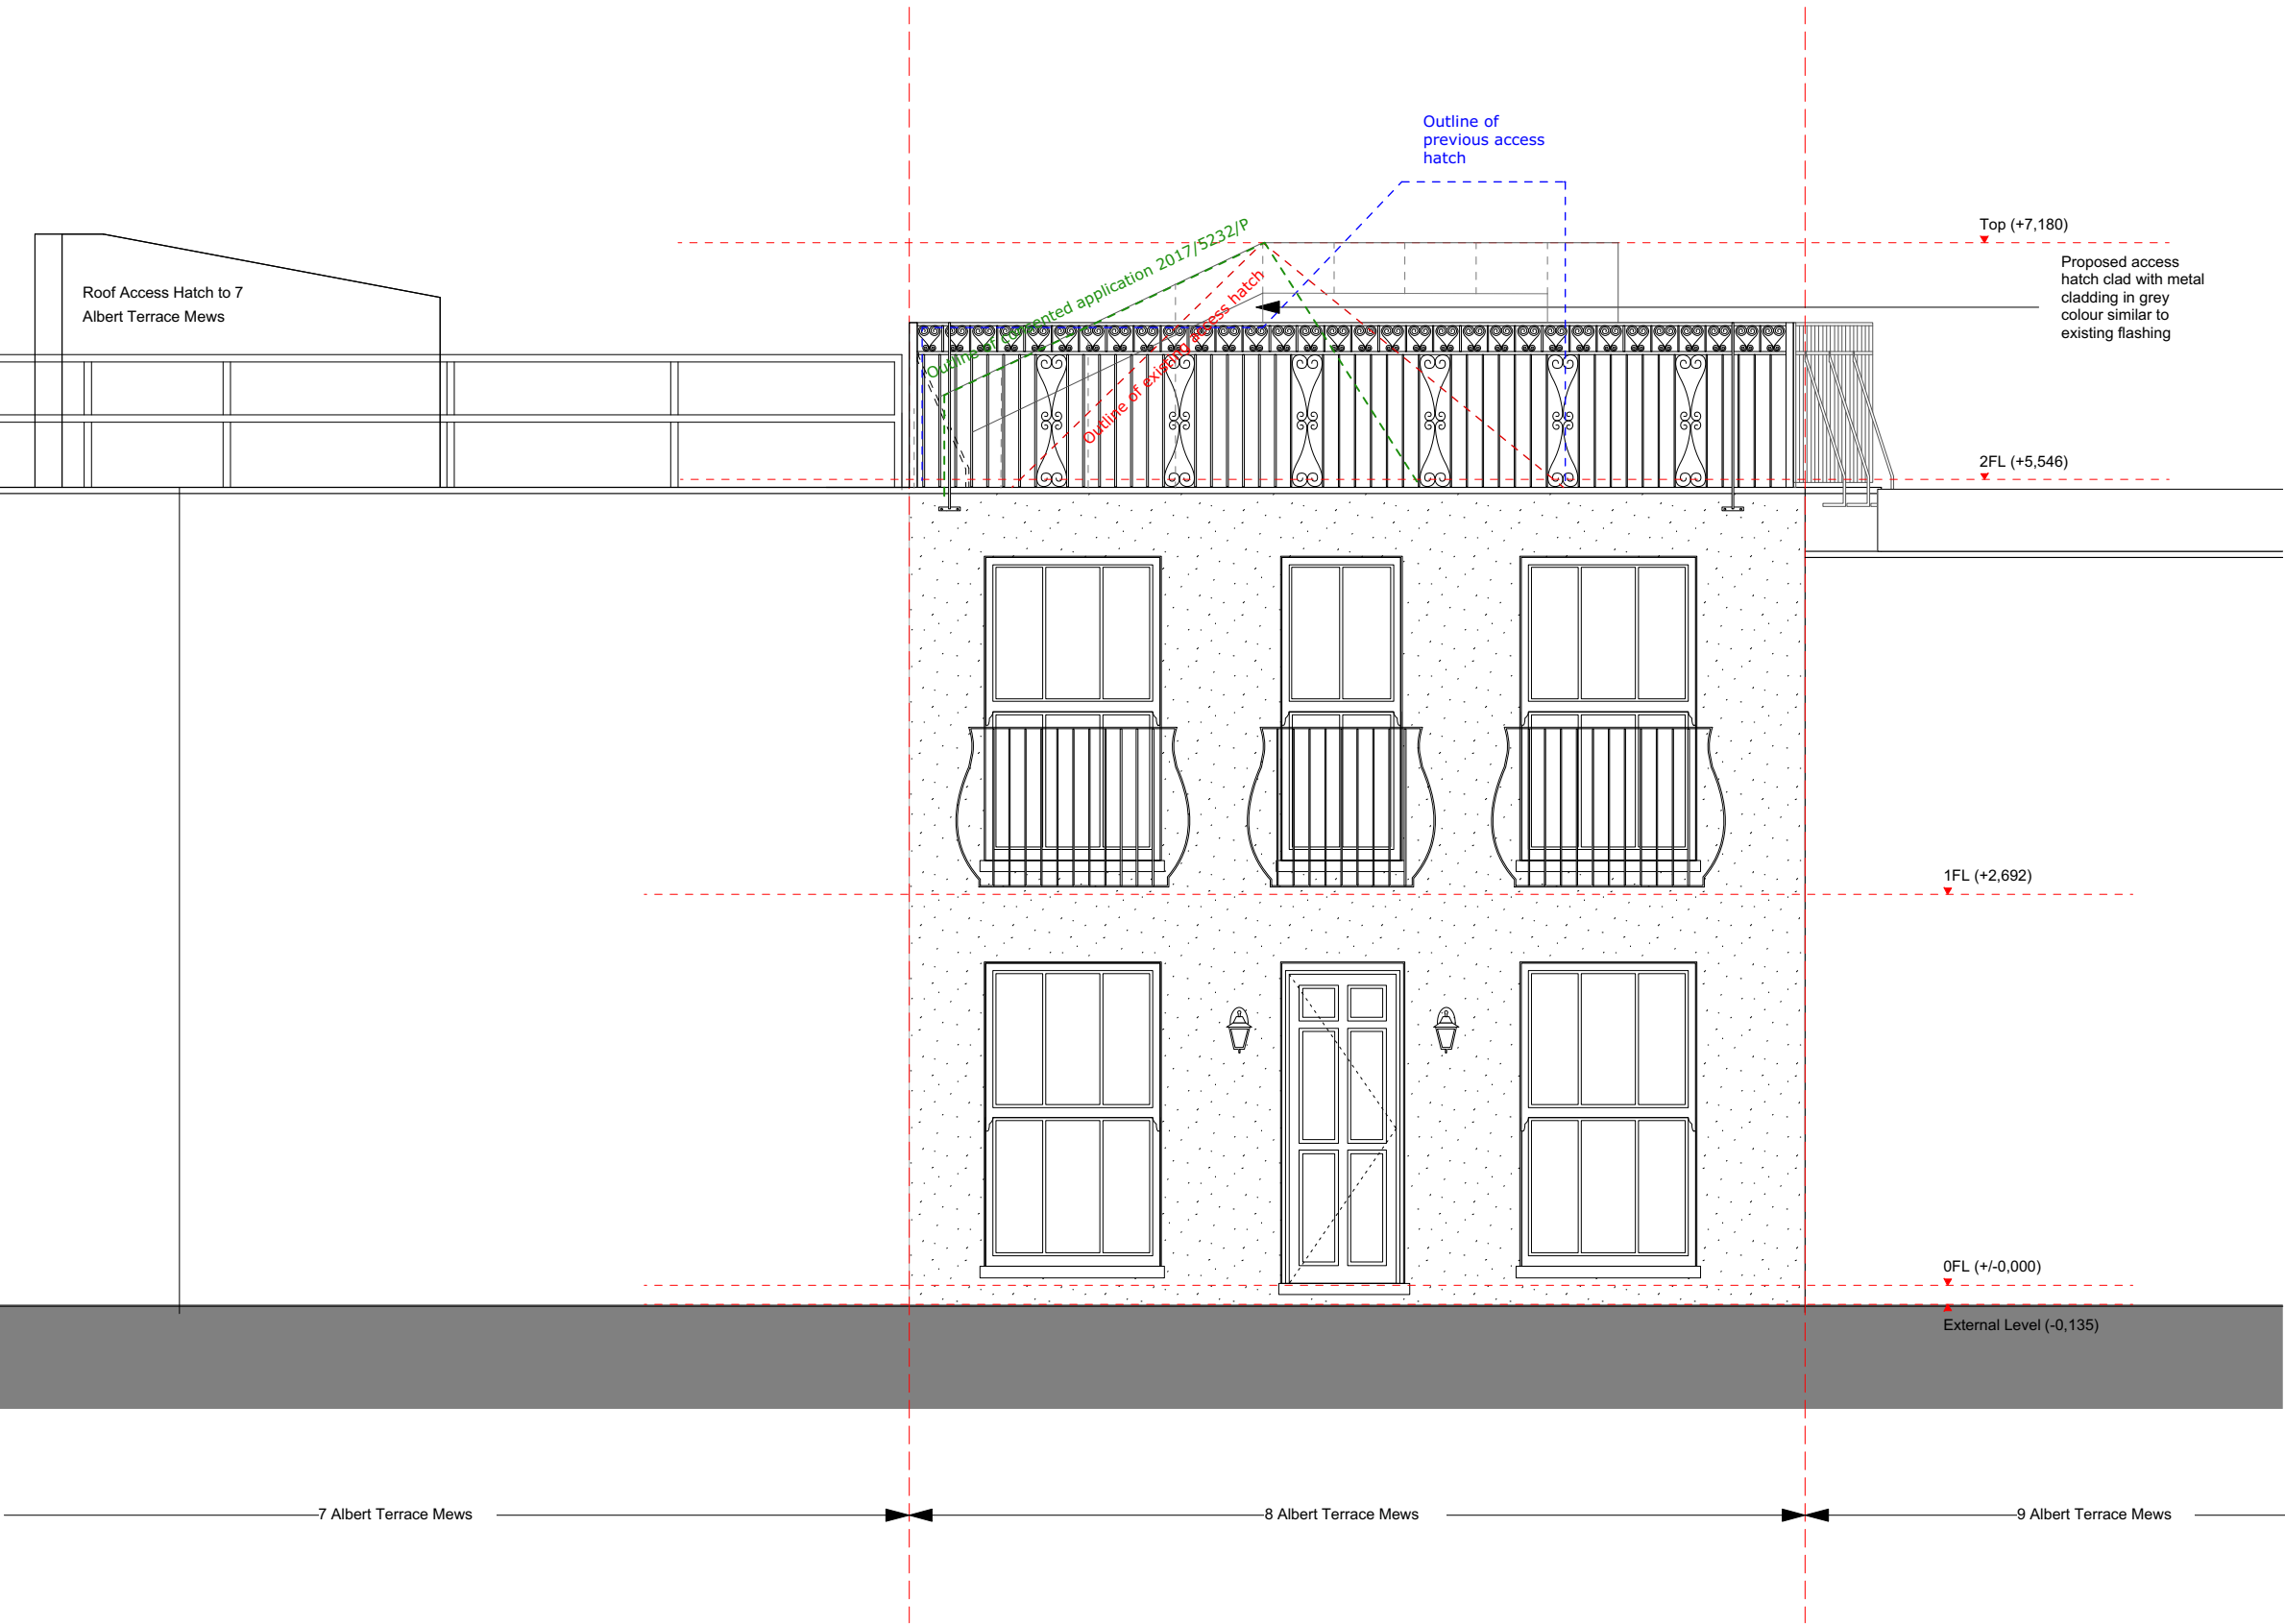 Outline of
previous access
hatch
Top (+7,180)
Proposed access
hatch clad with metal
cladding in grey
colour similar to
existing flashing
Outline of consented application 2017/5232/P
Outline of existing access hatch
Roof Access Hatch to 7
Albert Terrace Mews
2FL (+5,546)
1FL (+2,692)
0FL (+/-0,000)
External Level (-0,135)
7 Albert Terrace Mews
8 Albert Terrace Mews
9 Albert Terrace Mews